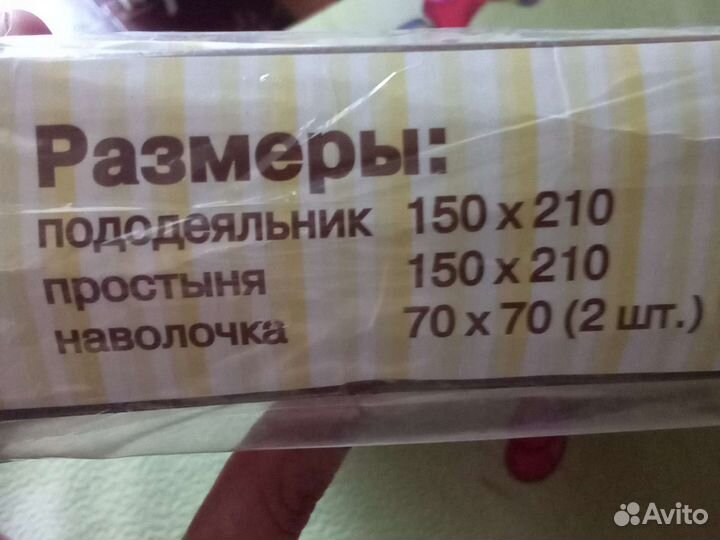 Размеры:
пододеяльник 150 x 210
простыня 150 x 210
наволочка 70 x 70 (2 шт.)
Avito